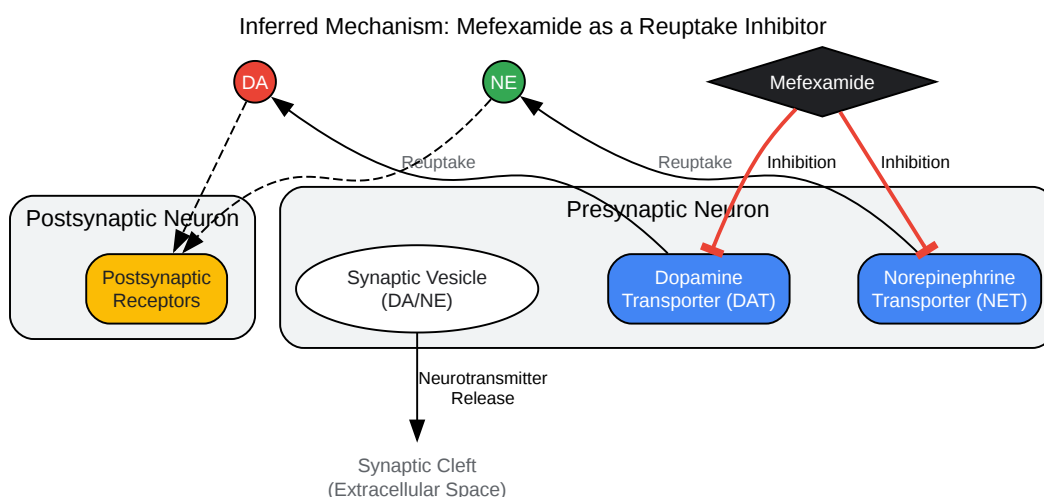 Inferred Mechanism: Mefexamide as a Reuptake Inhibitor
DA
NE
Mefexamide
Reuptake
Reuptake
Inhibition
Inhibition
Postsynaptic Neuron
Presynaptic Neuron
Postsynaptic
Receptors
Synaptic Vesicle
(DA/NE)
Dopamine
Transporter (DAT)
Norepinephrine
Transporter (NET)
Neurotransmitter
Release
Synaptic Cleft
(Extracellular Space)